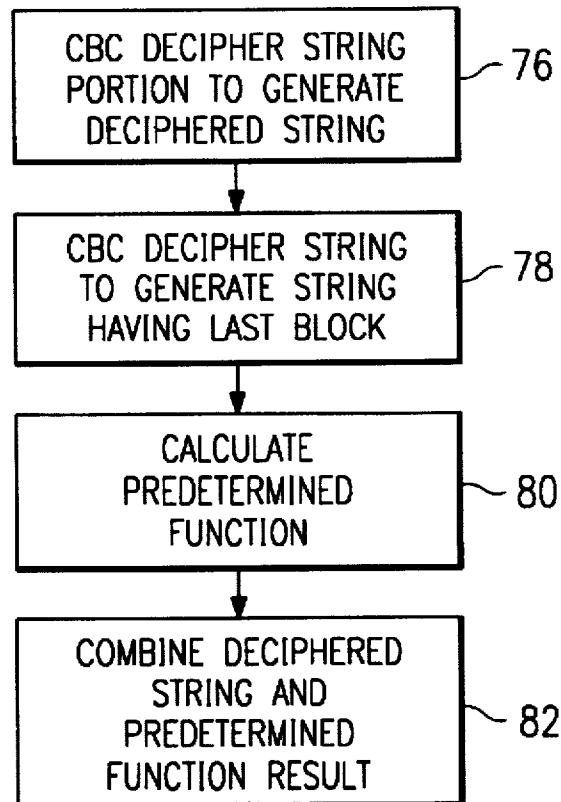 CBC DECIPHER STRING
PORTION TO GENERATE
DECIPHERED STRING
76
CBC DECIPHER STRING
TO GENERATE STRING
HAVING LAST BLOCK
78
CALCULATE
PREDETERMINED
FUNCTION
80
COMBINE DECIPHERED
STRING AND
PREDETERMINED
FUNCTION RESULT
82